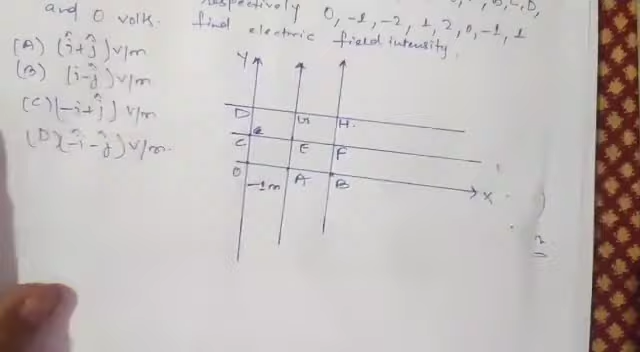 respectively 0, -1, -2, 1, 2, 0, -1, 1
and 0 volts. find electric field intensity.
(A) (î+ĵ) v/m
(B) (î-ĵ) v/m
(C) (-î+ĵ) v/m
(D) (-î-ĵ) v/m.
Y
D H.
C E F
O -1m A B X